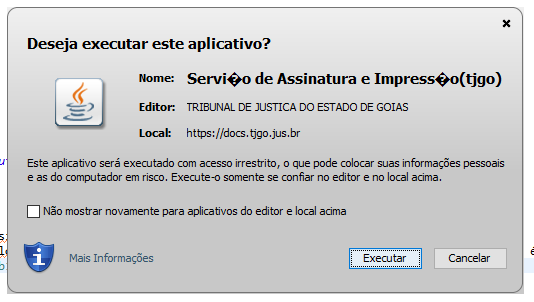 Deseja executar este aplicativo?
Nome: Servi�o de Assinatura e Impress�o(tjgo)
Editor: TRIBUNAL DE JUSTICA DO ESTADO DE GOIAS
Local: https://docs.tjgo.jus.br
Este aplicativo será executado com acesso irrestrito, o que pode colocar suas informações pessoais
e as do computador em risco. Execute-o somente se confiar no editor e no local acima.
Não mostrar novamente para aplicativos do editor e local acima
Mais Informações
Executar
Cancelar